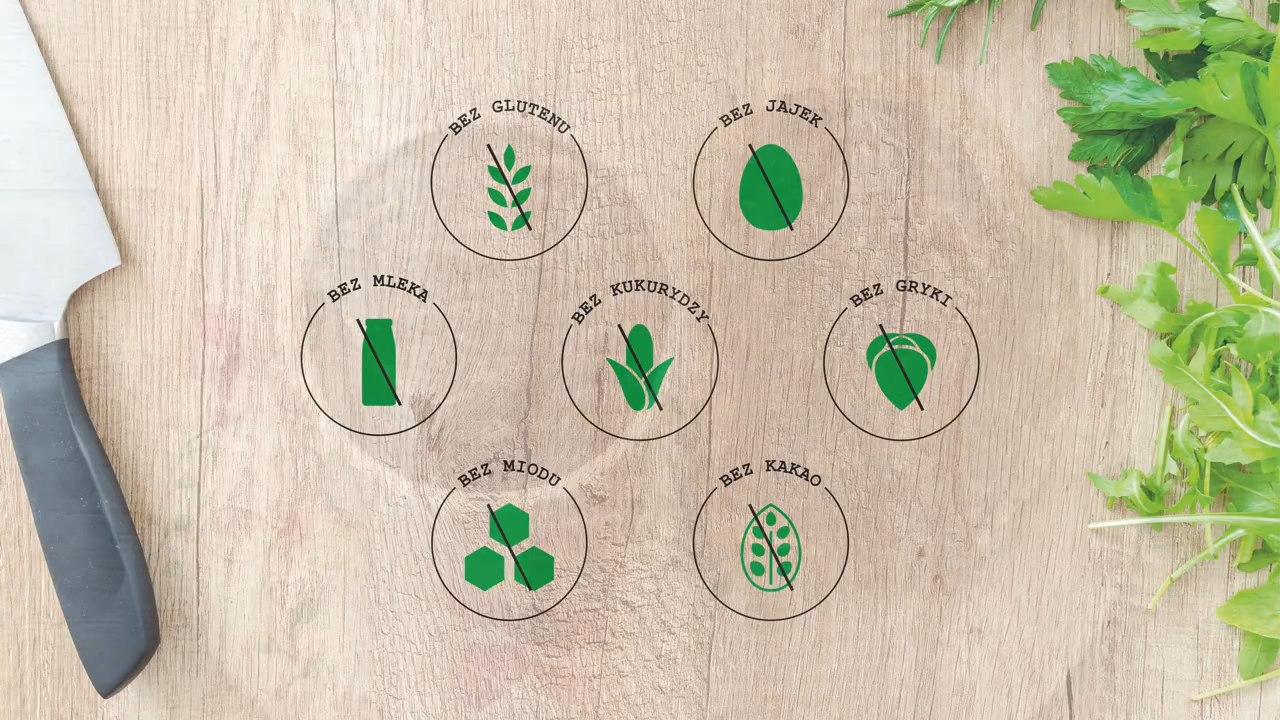 BEZ GLUTENU
BEZ JAJEK
BEZ MLEKA
BEZ KUKURYDZY
BEZ GRYKI
BEZ MIODU
BEZ KAKAO